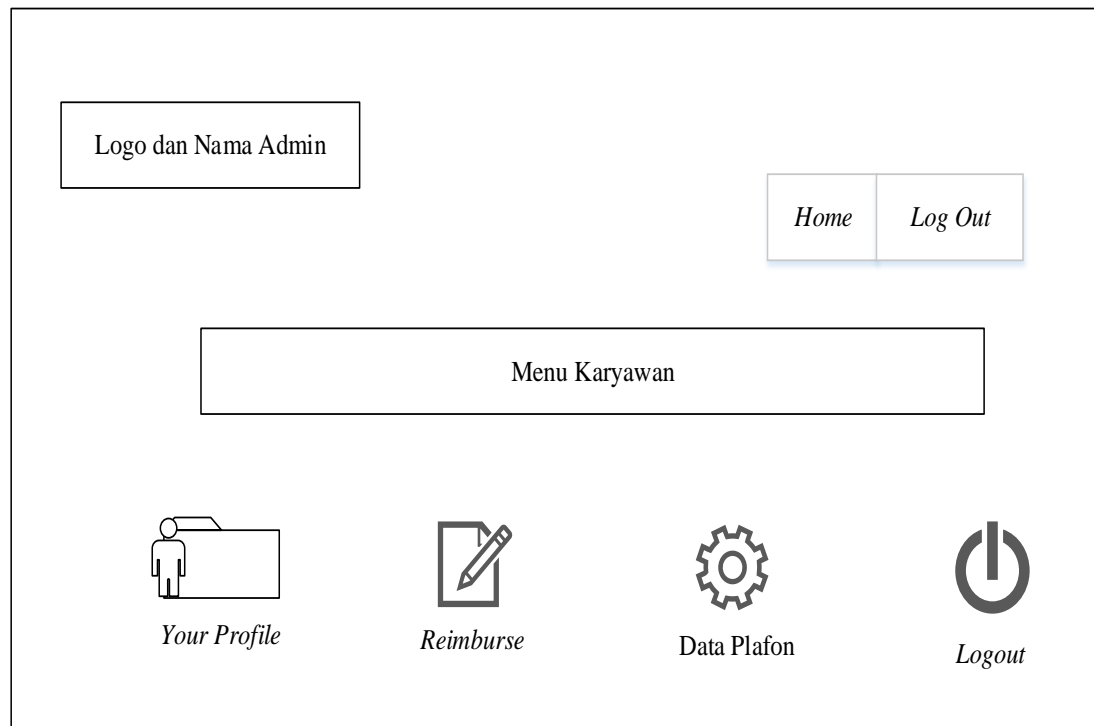 Logo dan Nama Admin
Home
Log Out
Menu Karyawan
Your Profile
Reimburse
Data Plafon
Logout